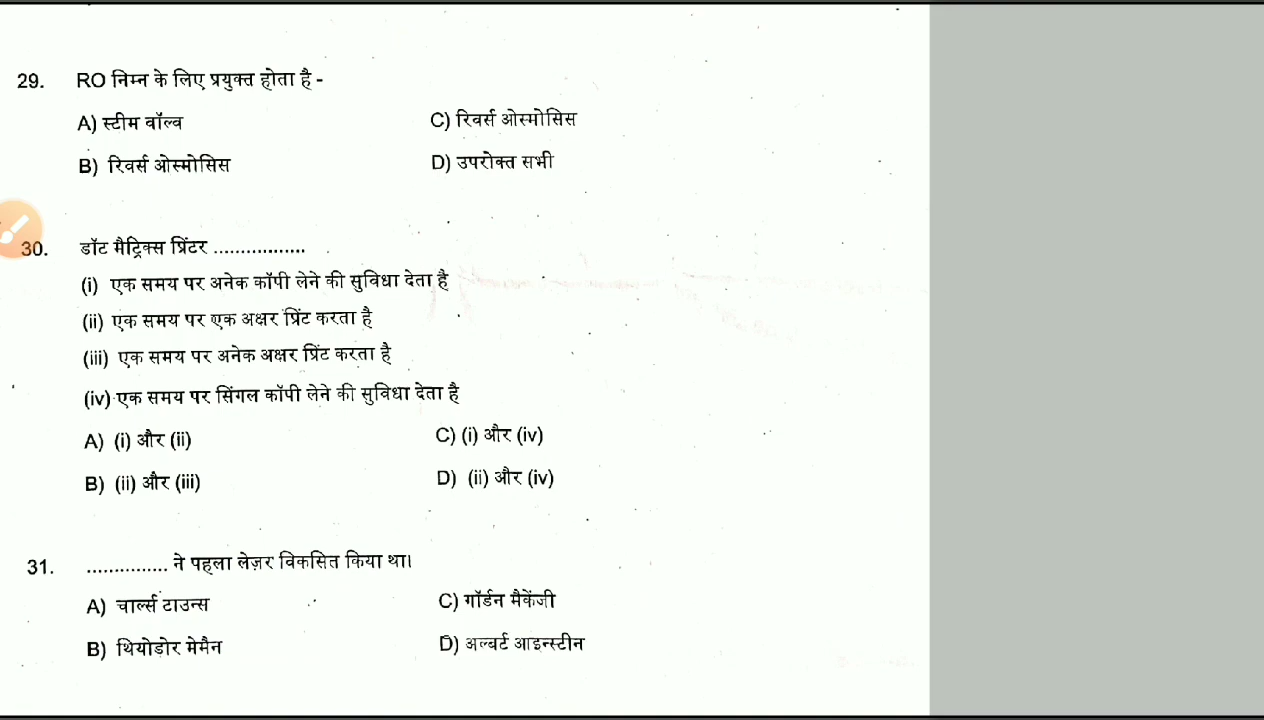 29. RO निम्न के लिए प्रयुक्त होता है -
A) स्टीम वॉल्व C) रिवर्स ओस्मोसिस
B) रिवर्स ओस्मोसिस D) उपरोक्त सभी
30. डॉट मैट्रिक्स प्रिंटर .................
(i) एक समय पर अनेक कॉपी लेने की सुविधा देता है
(ii) एक समय पर एक अक्षर प्रिंट करता है
(iii) एक समय पर अनेक अक्षर प्रिंट करता है
(iv) एक समय पर सिंगल कॉपी लेने की सुविधा देता है
A) (i) और (ii) C) (i) और (iv)
B) (ii) और (iii) D) (ii) और (iv)
31. ............... ने पहला लेज़र विकसित किया था।
A) चार्ल्स टाउन्स C) गॉर्डन मैकेंजी
B) थियोडोर मेमैन D) अल्बर्ट आइन्स्टीन